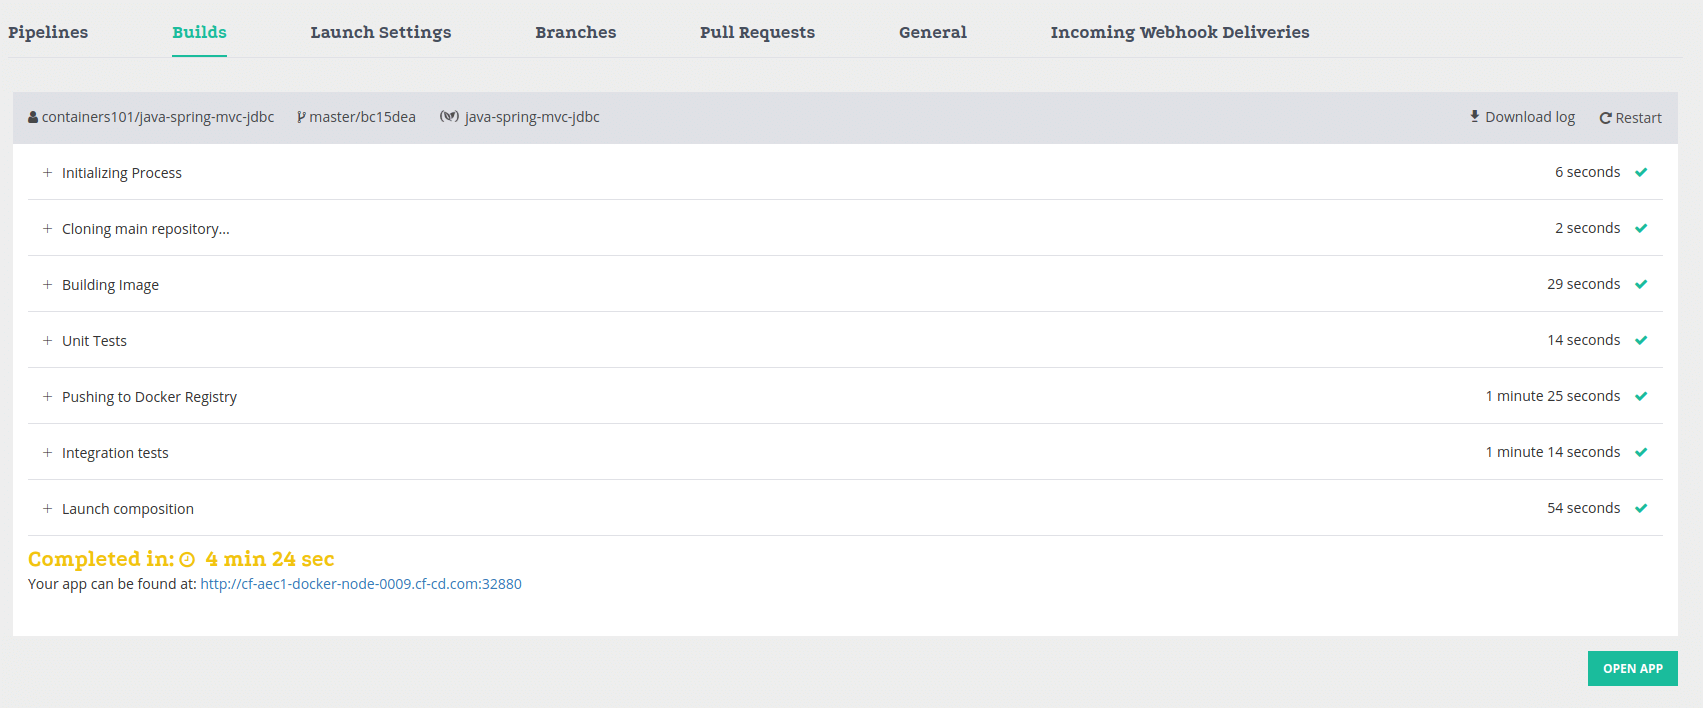 Pipelines Builds Launch Settings Branches Pull Requests General Incoming Webhook Deliveries
containers101/java-spring-mvc-jdbc master/bc15dea java-spring-mvc-jdbc Download log Restart
+ Initializing Process 6 seconds
+ Cloning main repository... 2 seconds
+ Building Image 29 seconds
+ Unit Tests 14 seconds
+ Pushing to Docker Registry 1 minute 25 seconds
+ Integration tests 1 minute 14 seconds
+ Launch composition 54 seconds
Completed in: 4 min 24 sec
Your app can be found at: http://cf-aec1-docker-node-0009.cf-cd.com:32880
OPEN APP